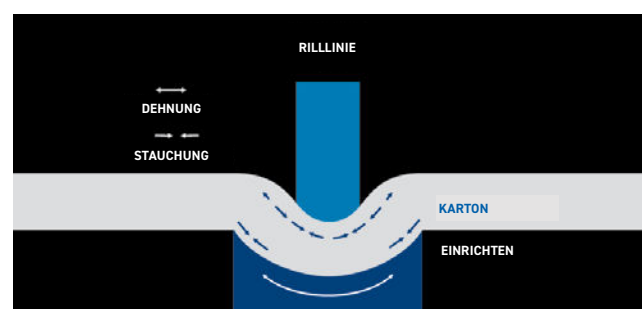 RILLLINIE
DEHNUNG
STAUCHUNG
KARTON
EINRICHTEN